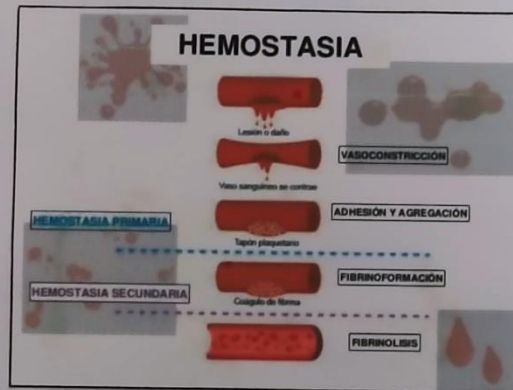 HEMOSTASIA
Lesión o daño
VASOCONSTRICCIÓN
Vaso sanguíneo se contrae
ADHESIÓN Y AGREGACIÓN
HEMOSTASIA PRIMARIA
Tapón plaquetario
FIBRINOFORMACIÓN
HEMOSTASIA SECUNDARIA
Coágulo de fibrina
FIBRINOLISIS